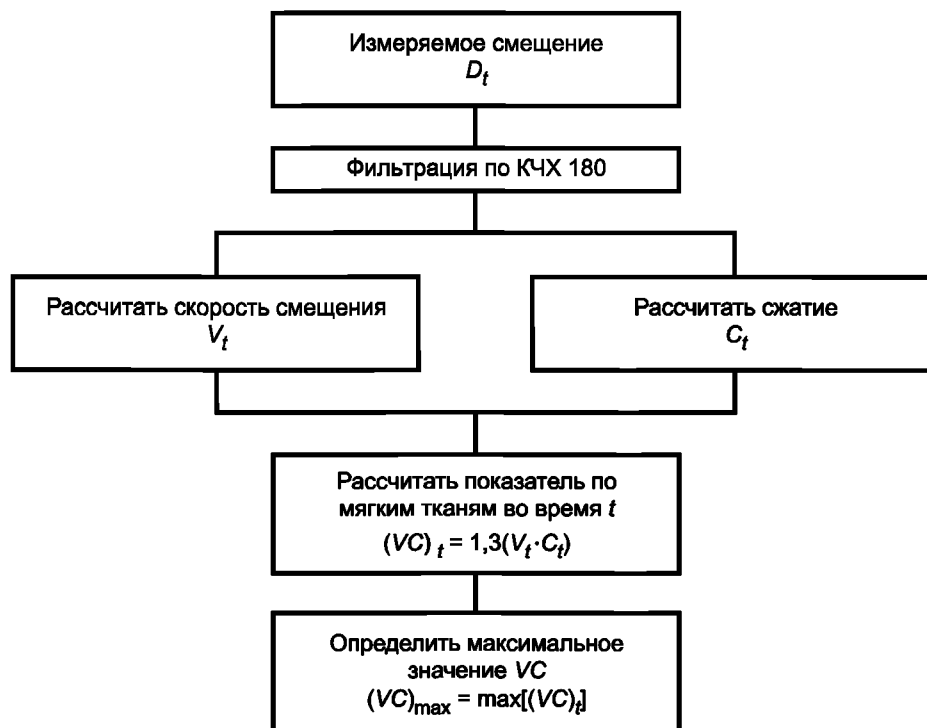 Измеряемое смещение
D_t
Фильтрация по КЧХ 180
Рассчитать скорость смещения
V_t
Рассчитать сжатие
C_t
Рассчитать показатель по
мягким тканям во время t
(VC)_t = 1,3(V_t·C_t)
Определить максимальное
значение VC
(VC)_max = max[(VC)_t]